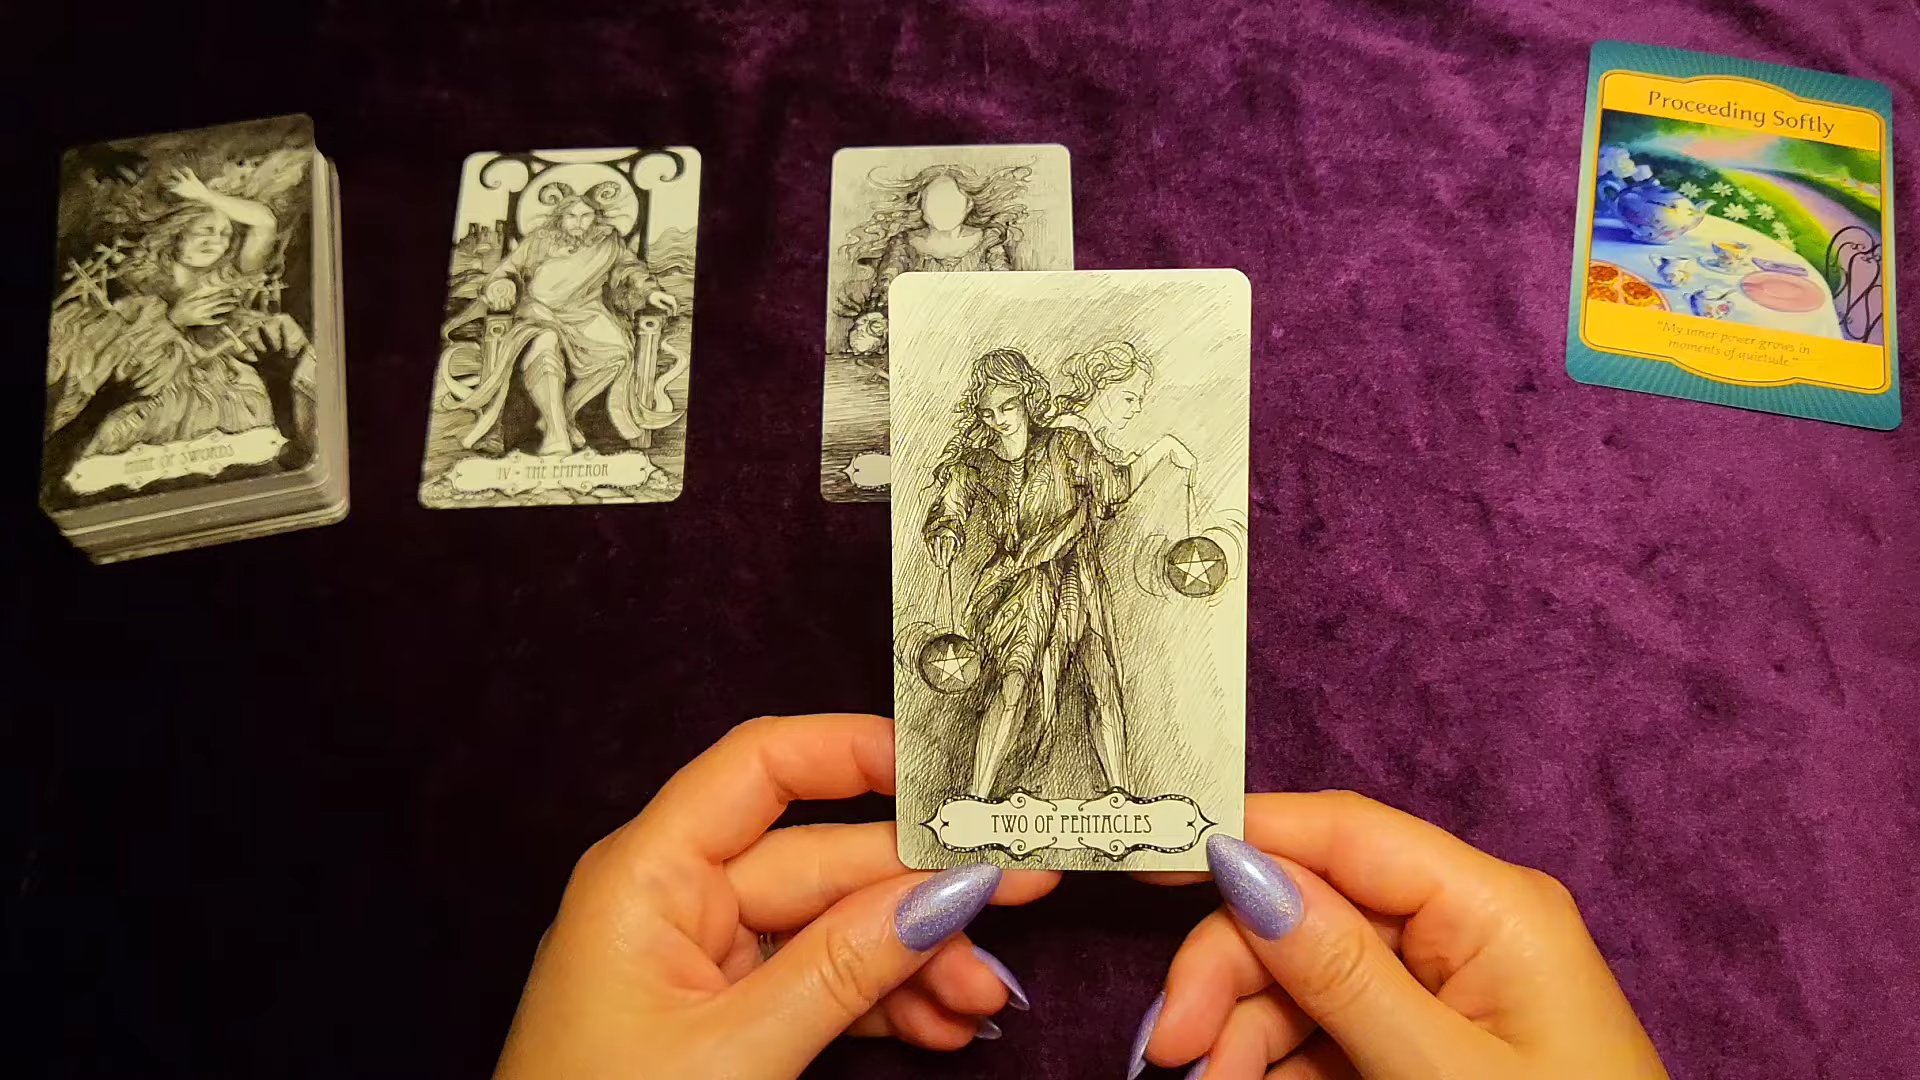 NINE OF SWORDS
IV - THE EMPEROR
Proceeding Softly
"My inner power grows in
moments of quietude."
TWO OF PENTACLES